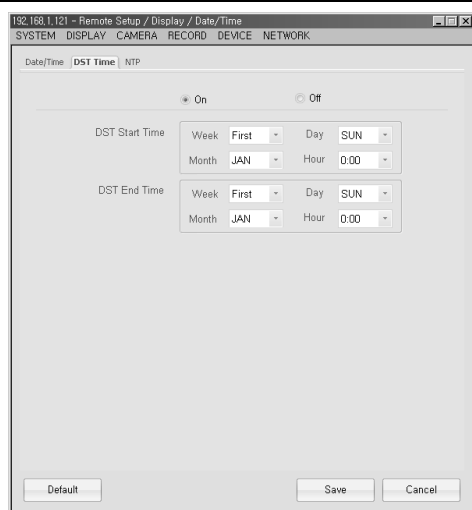 192,168,1,121 - Remote Setup / Display / Date/Time
SYSTEM DISPLAY CAMERA RECORD DEVICE NETWORK
Date/Time DST Time NTP
On Off
DST Start Time Week First Day SUN
Month JAN Hour 0:00
DST End Time Week First Day SUN
Month JAN Hour 0:00
Default Save Cancel